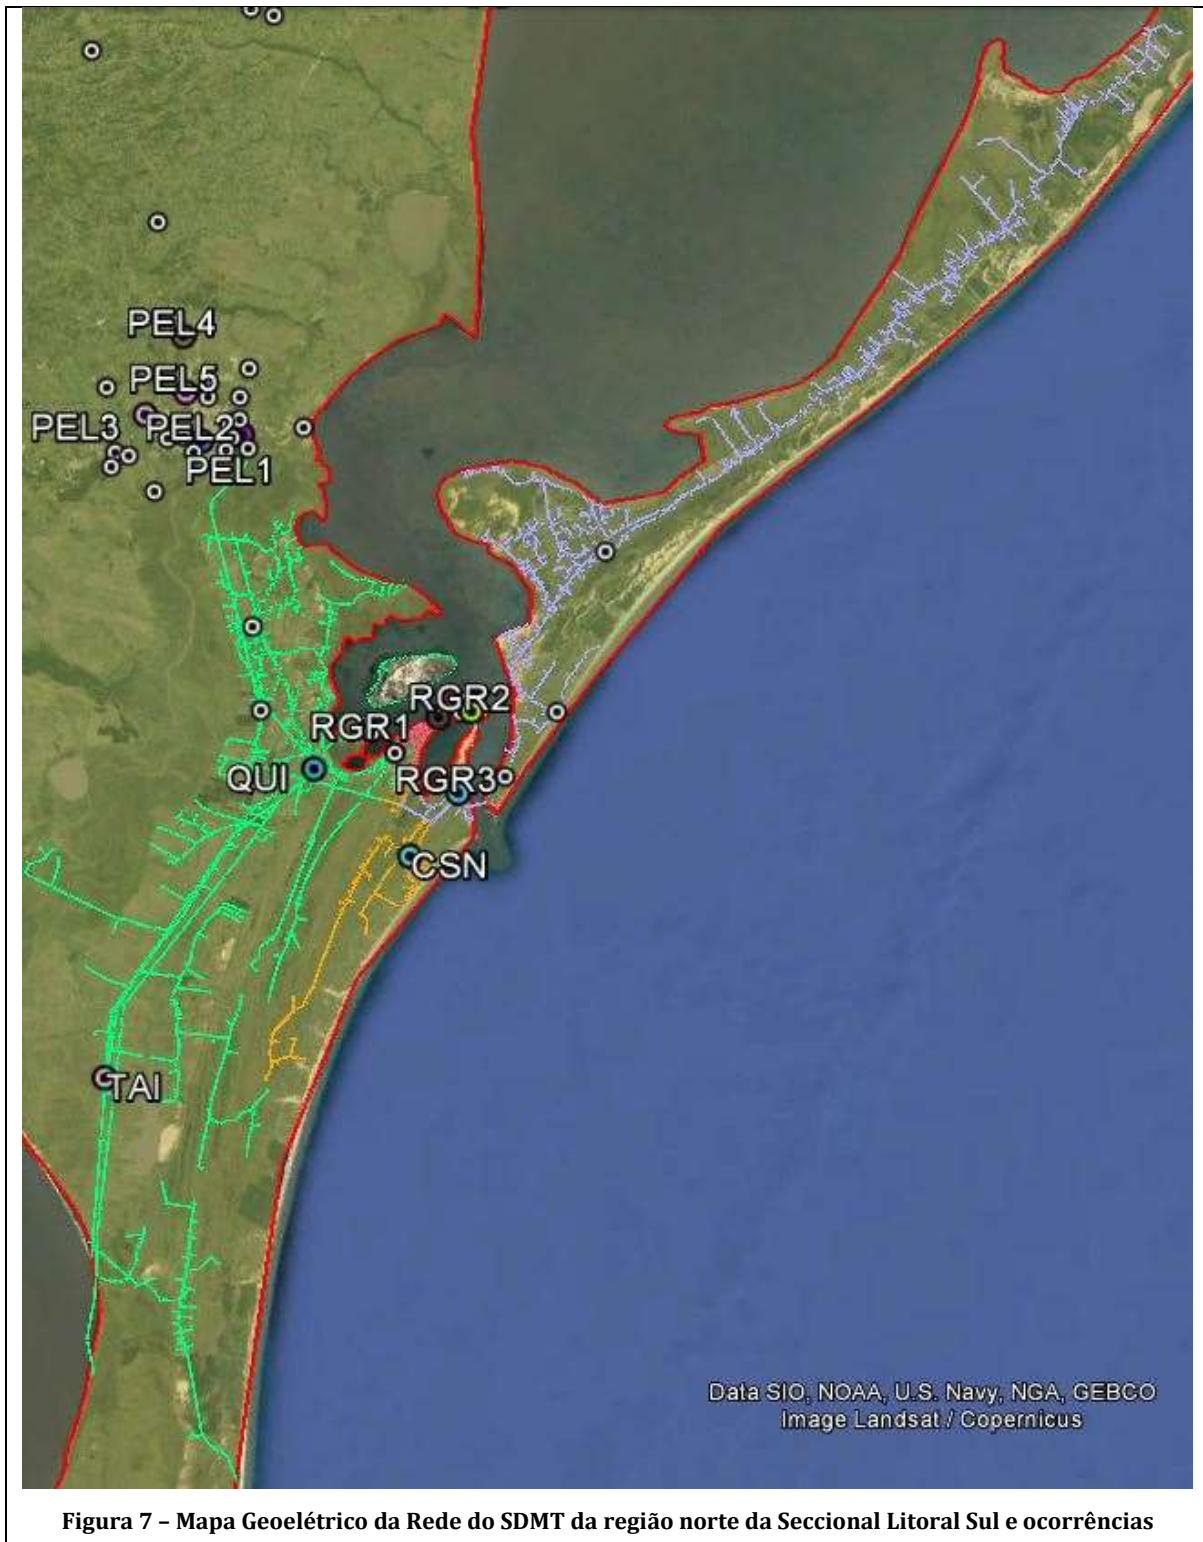 PEL4
PEL5
PEL3 PEL2
PEL1
RGR2
RGR1
QUI RGR3
CSN
TAI
Data SIO, NOAA, U.S. Navy, NGA, GEBCO
Image Landsat / Copernicus
Figura 7 – Mapa Geoelétrico da Rede do SDMT da região norte da Seccional Litoral Sul e ocorrências